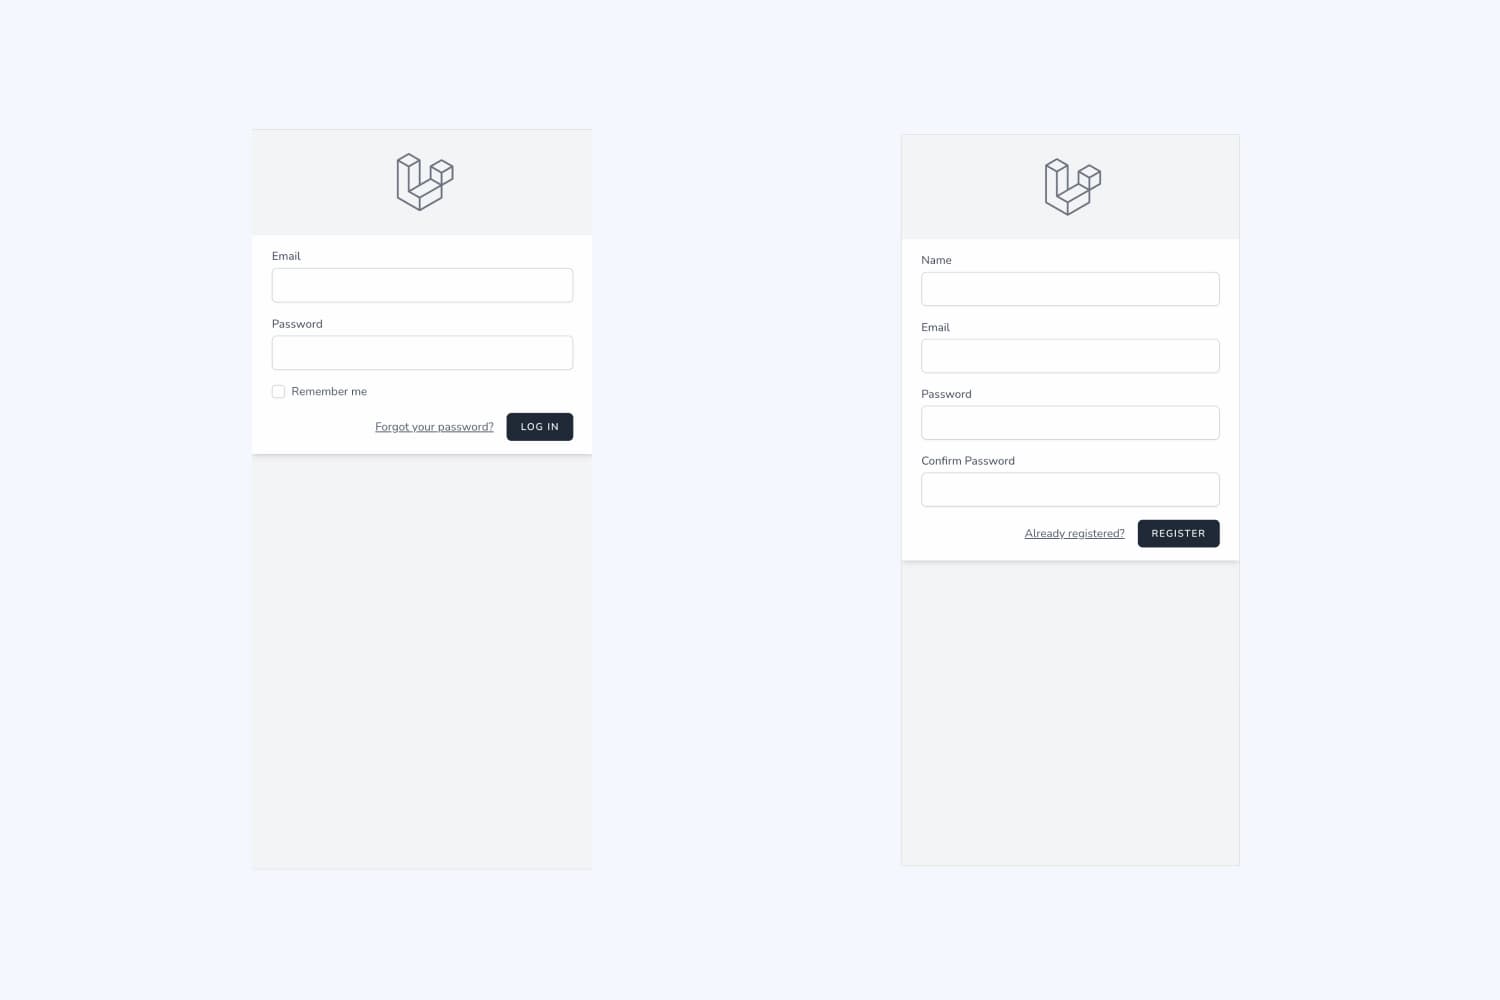 Email
Password
Remember me
Forgot your password?
LOG IN
Name
Email
Password
Confirm Password
Already registered?
REGISTER